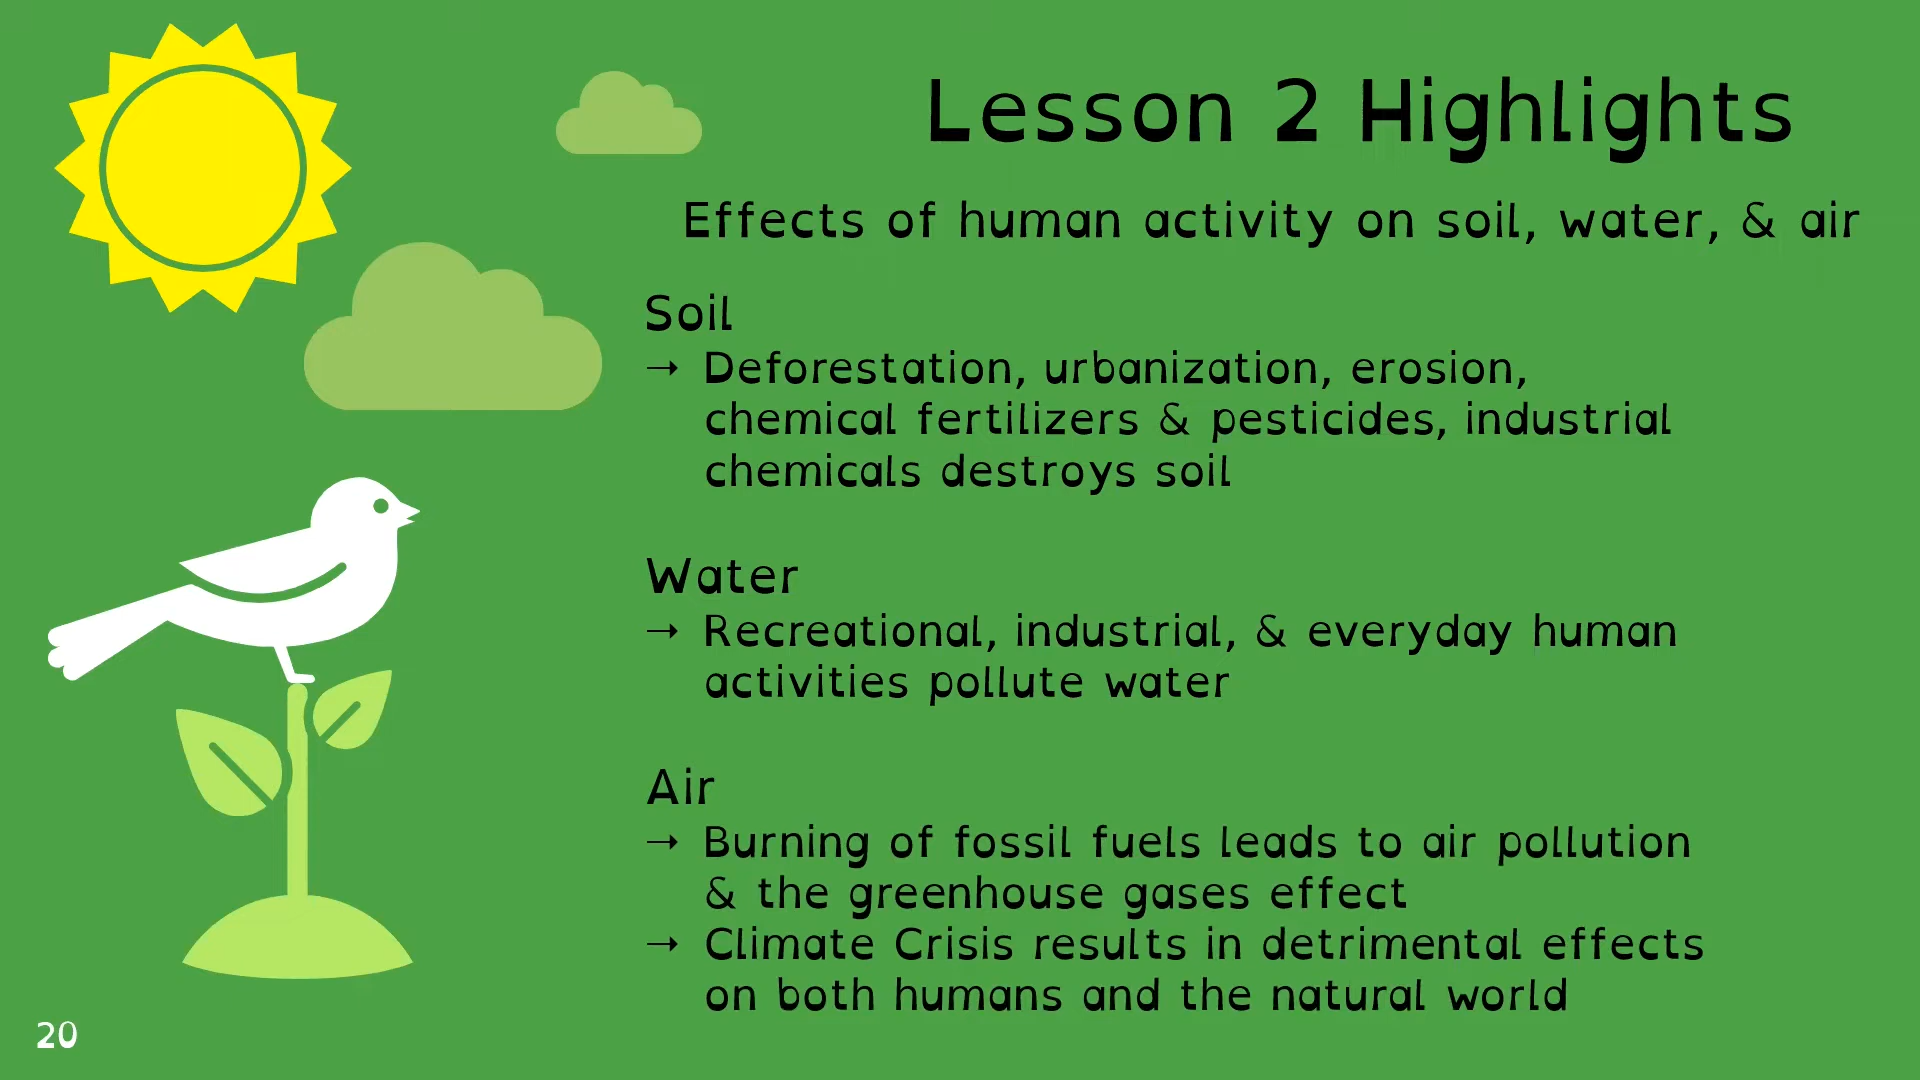 Lesson 2 Highlights
Effects of human activity on soil, water, & air
Soil
→ Deforestation, urbanization, erosion,
chemical fertilizers & pesticides, industrial
chemicals destroys soil
Water
→ Recreational, industrial, & everyday human
activities pollute water
Air
→ Burning of fossil fuels leads to air pollution
& the greenhouse gases effect
→ Climate Crisis results in detrimental effects
on both humans and the natural world
20